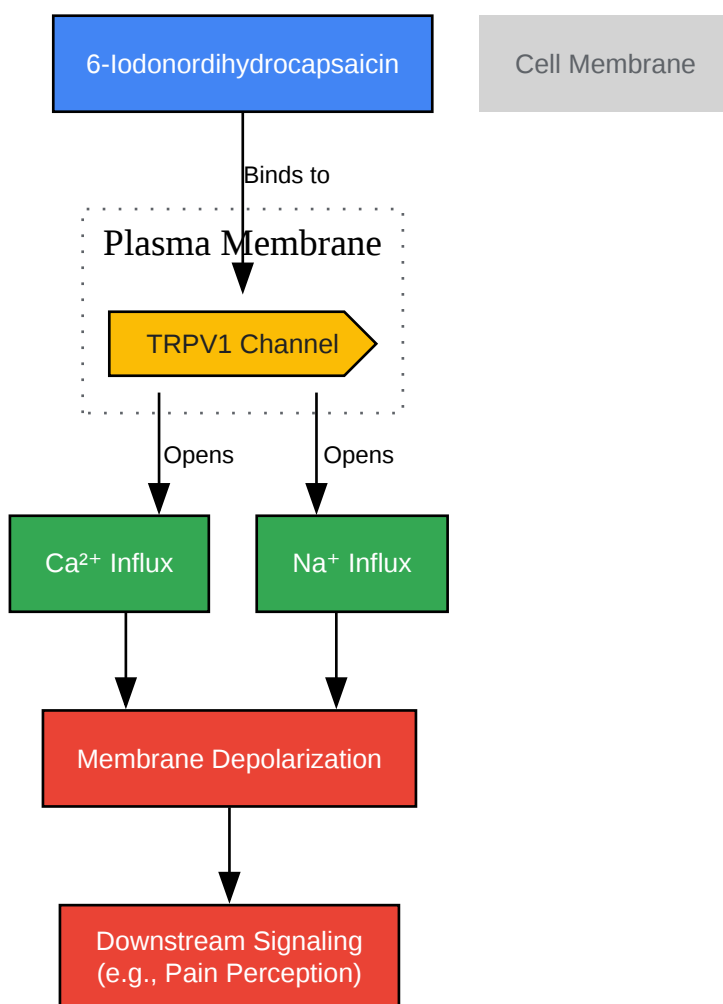 6-Iodonordihydrocapsaicin
Cell Membrane
Binds to
Plasma Membrane
TRPV1 Channel
Opens
Opens
Ca²⁺ Influx
Na⁺ Influx
Membrane Depolarization
Downstream Signaling
(e.g., Pain Perception)